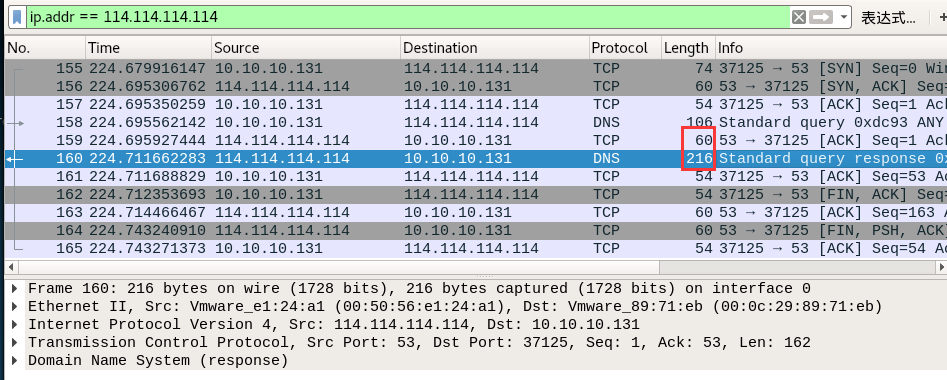 ip.addr == 114.114.114.114 表达式…
No. Time Source Destination Protocol Length Info
155 224.679916147 10.10.10.131 114.114.114.114 TCP 74 37125 → 53 [SYN] Seq=0 Win
156 224.695306762 114.114.114.114 10.10.10.131 TCP 60 53 → 37125 [SYN, ACK] Seq=
157 224.695350259 10.10.10.131 114.114.114.114 TCP 54 37125 → 53 [ACK] Seq=1 Ack
158 224.695562142 10.10.10.131 114.114.114.114 DNS 106 Standard query 0xdc93 ANY
159 224.695927444 114.114.114.114 10.10.10.131 TCP 60 53 → 37125 [ACK] Seq=1 Ack
160 224.711662283 114.114.114.114 10.10.10.131 DNS 216 Standard query response 0x
161 224.711688829 10.10.10.131 114.114.114.114 TCP 54 37125 → 53 [ACK] Seq=53 A
162 224.712353693 10.10.10.131 114.114.114.114 TCP 54 37125 → 53 [FIN, ACK] Seq=
163 224.714466467 114.114.114.114 10.10.10.131 TCP 60 53 → 37125 [ACK] Seq=163 A
164 224.743240910 114.114.114.114 10.10.10.131 TCP 60 53 → 37125 [FIN, PSH, ACK]
165 224.743271373 10.10.10.131 114.114.114.114 TCP 54 37125 → 53 [ACK] Seq=54 Ac
Frame 160: 216 bytes on wire (1728 bits), 216 bytes captured (1728 bits) on interface 0
Ethernet II, Src: Vmware_e1:24:a1 (00:50:56:e1:24:a1), Dst: Vmware_89:71:eb (00:0c:29:89:71:eb)
Internet Protocol Version 4, Src: 114.114.114.114, Dst: 10.10.10.131
Transmission Control Protocol, Src Port: 53, Dst Port: 37125, Seq: 1, Ack: 53, Len: 162
Domain Name System (response)